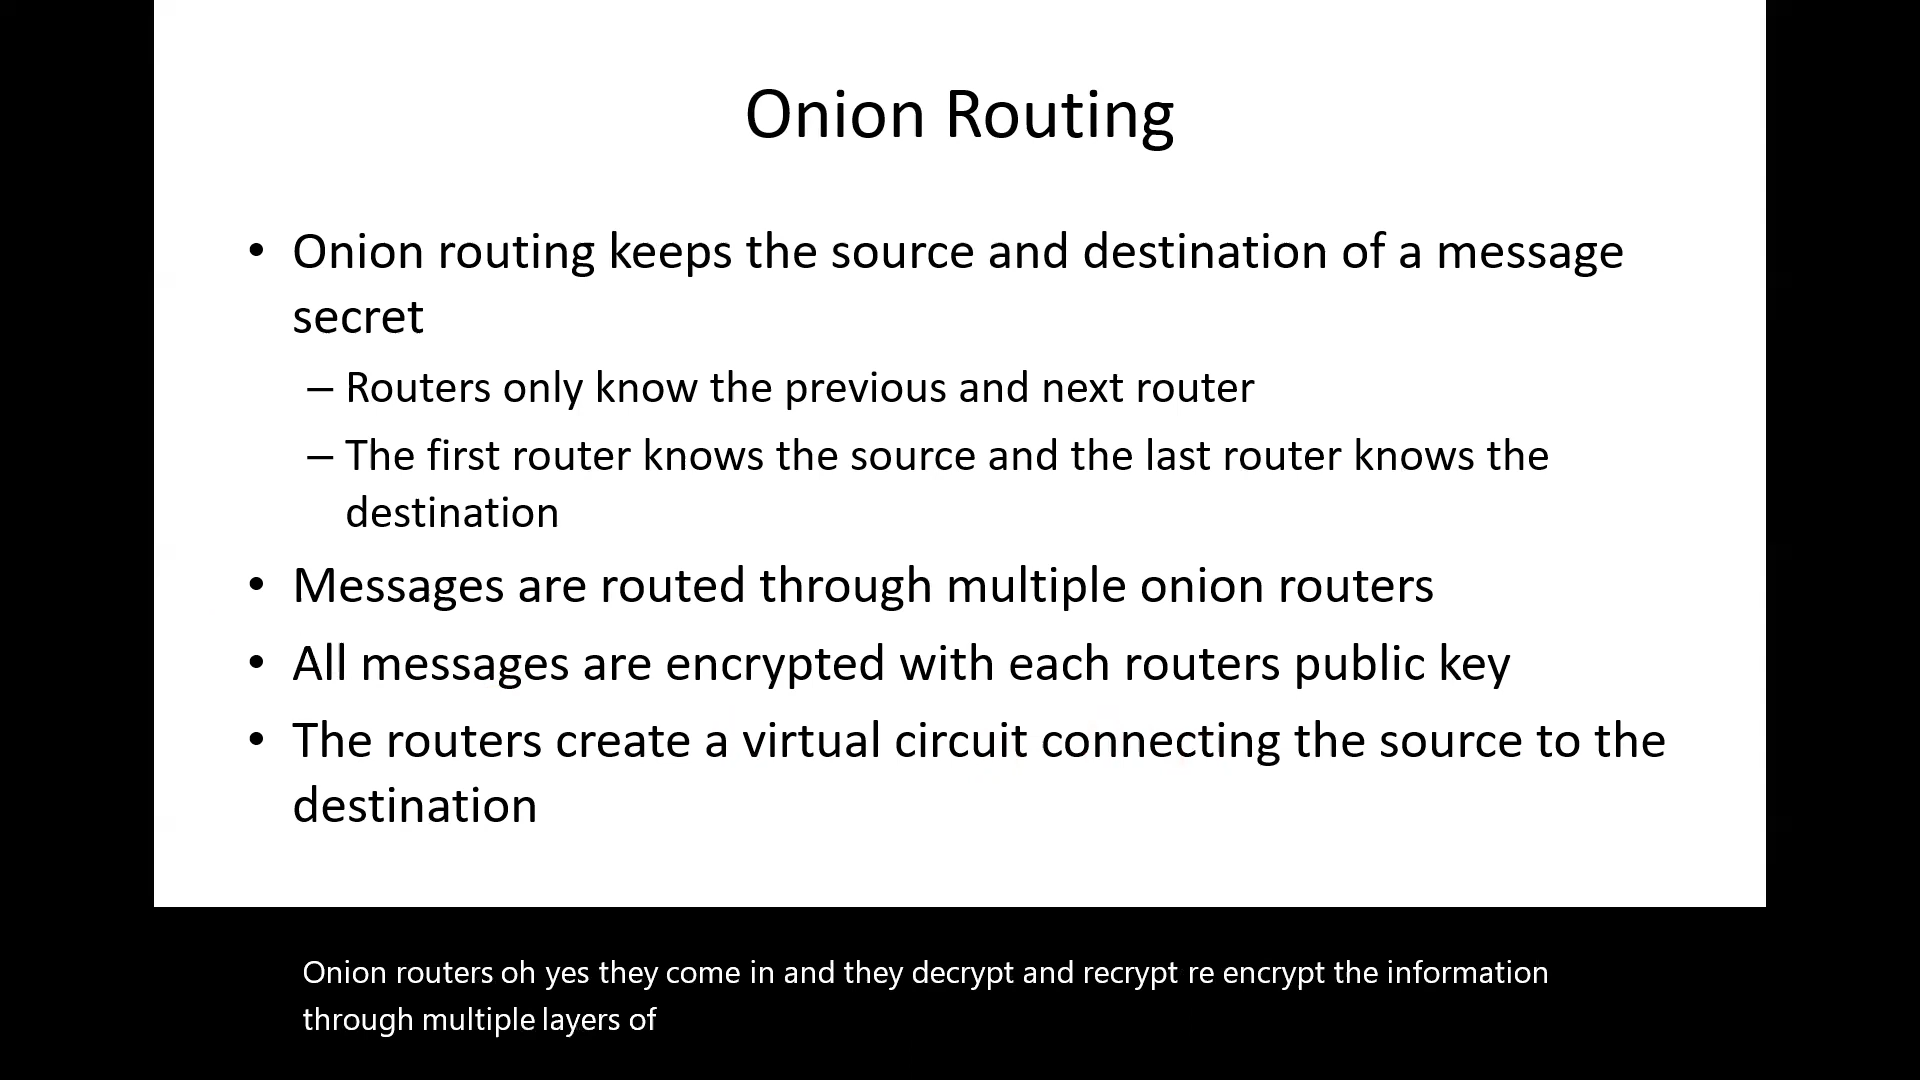 Onion Routing
• Onion routing keeps the source and destination of a message
secret
– Routers only know the previous and next router
– The first router knows the source and the last router knows the
destination
• Messages are routed through multiple onion routers
• All messages are encrypted with each routers public key
• The routers create a virtual circuit connecting the source to the
destination
Onion routers oh yes they come in and they decrypt and recrypt re encrypt the information
through multiple layers of